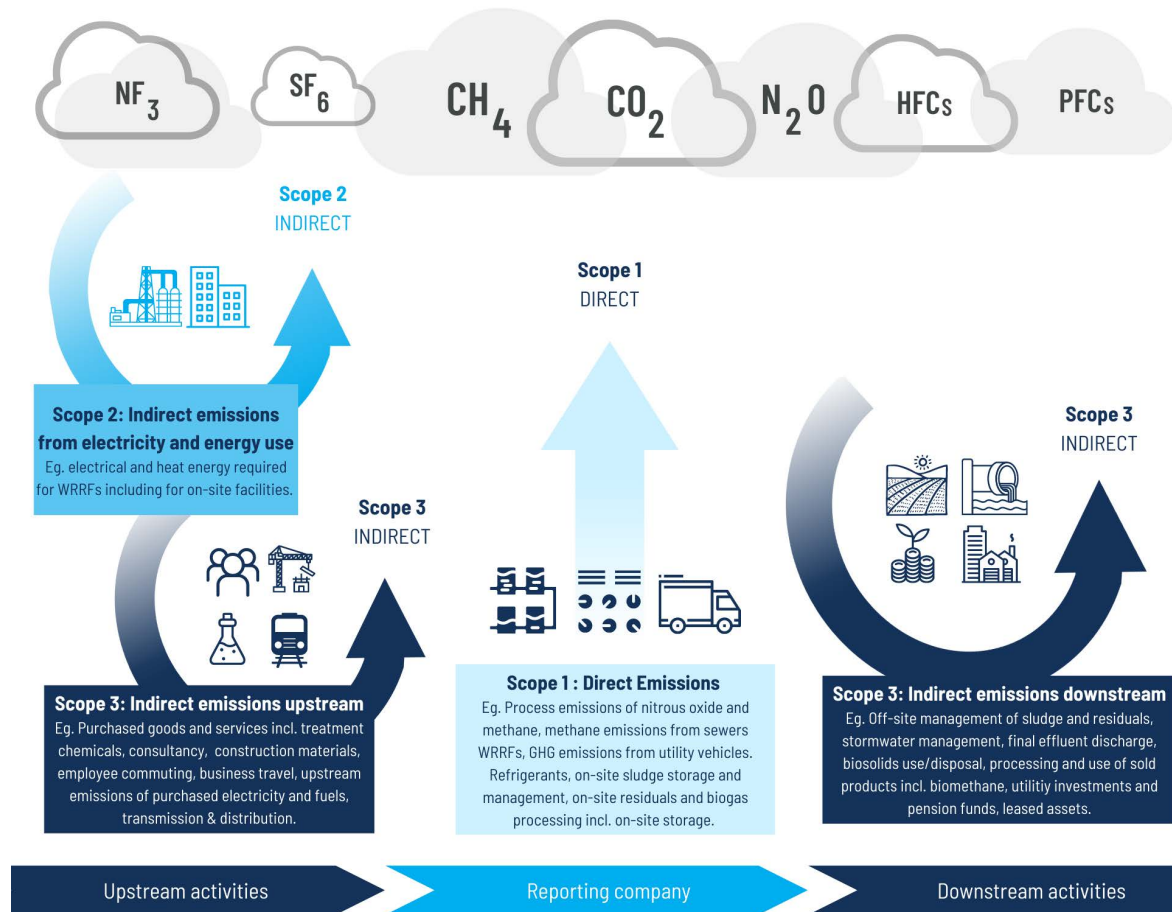 NF3
SF6
CH4
CO2
N2O
HFCs
PFCs
Scope 2
INDIRECT
Scope 1
DIRECT
Scope 2: Indirect emissions
from electricity and energy use
Eg. electrical and heat energy required
for WRRFs including for on-site facilities.
Scope 3
INDIRECT
Scope 3
INDIRECT
Scope 3: Indirect emissions upstream
Eg. Purchased goods and services incl. treatment
chemicals, consultancy, construction materials,
employee commuting, business travel, upstream
emissions of purchased electricity and fuels,
transmission & distribution.
Scope 1 : Direct Emissions
Eg. Process emissions of nitrous oxide and
methane, methane emissions from sewers
WRRFs, GHG emissions from utility vehicles.
Refrigerants, on-site sludge storage and
management, on-site residuals and biogas
processing incl. on-site storage.
Scope 3: Indirect emissions downstream
Eg. Off-site management of sludge and residuals,
stormwater management, final effluent discharge,
biosolids use/disposal, processing and use of sold
products incl. biomethane, utilitiy investments and
pension funds, leased assets.
Upstream activities
Reporting company
Downstream activities